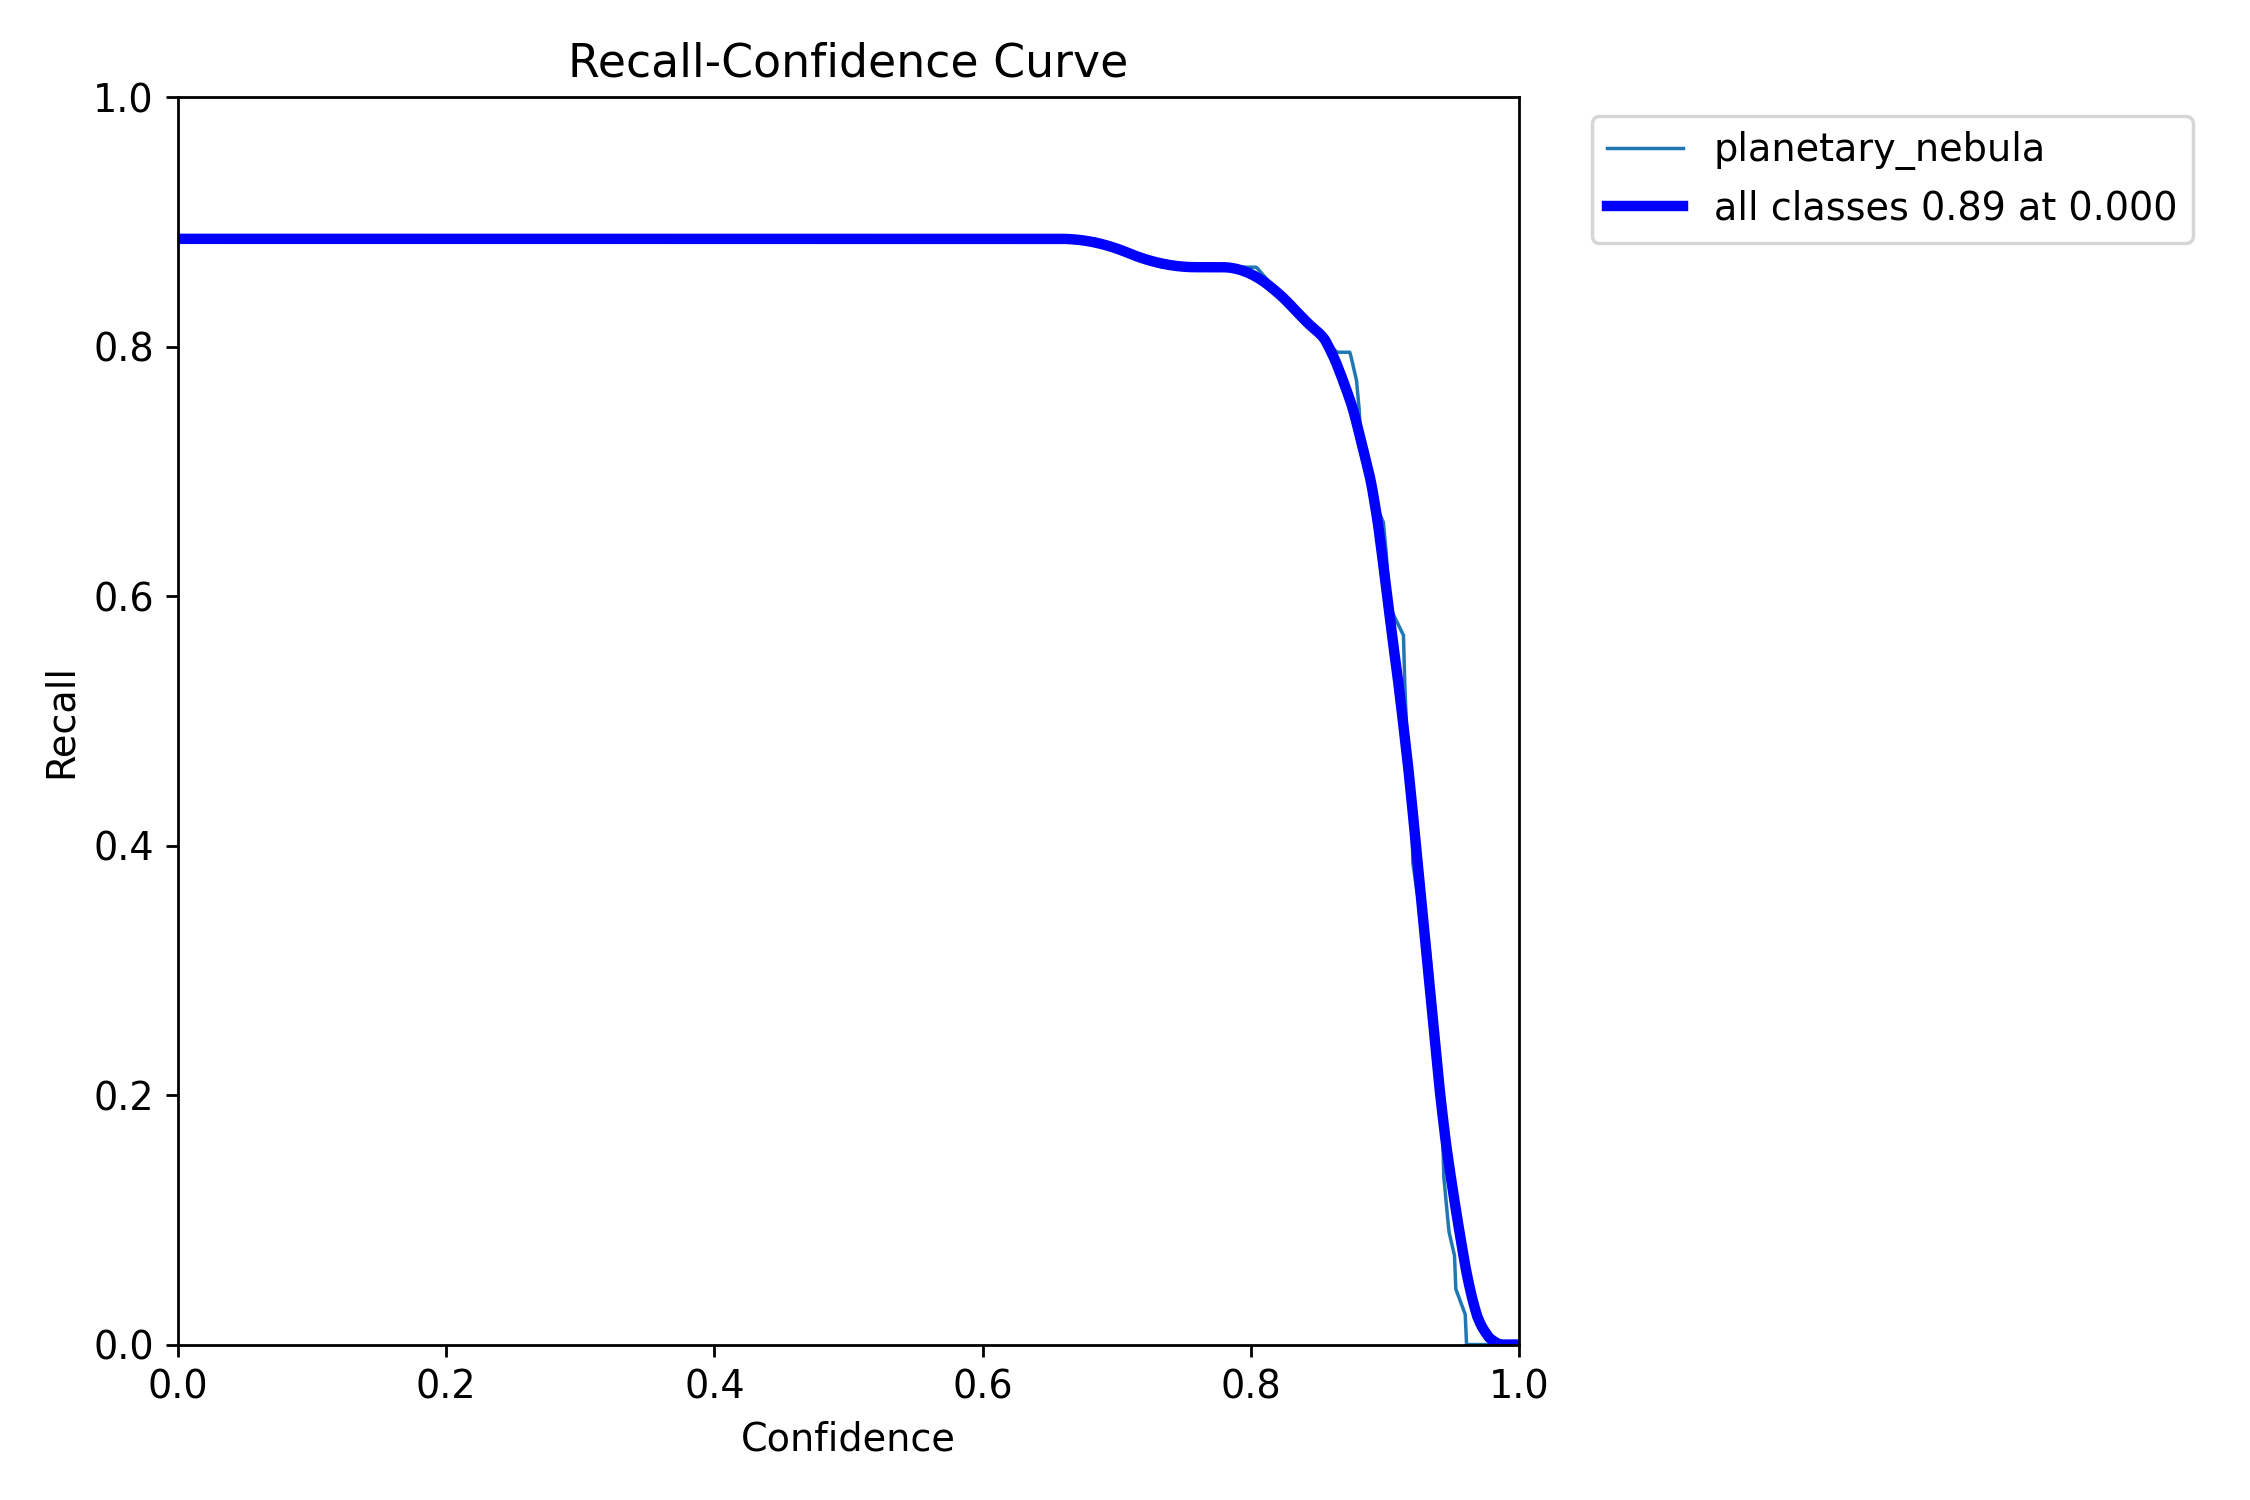 Recall-Confidence Curve
planetary_nebula
all classes 0.89 at 0.000
Recall
1.0
0.8
0.6
0.4
0.2
0.0
0.0 0.2 0.4 0.6 0.8 1.0
Confidence